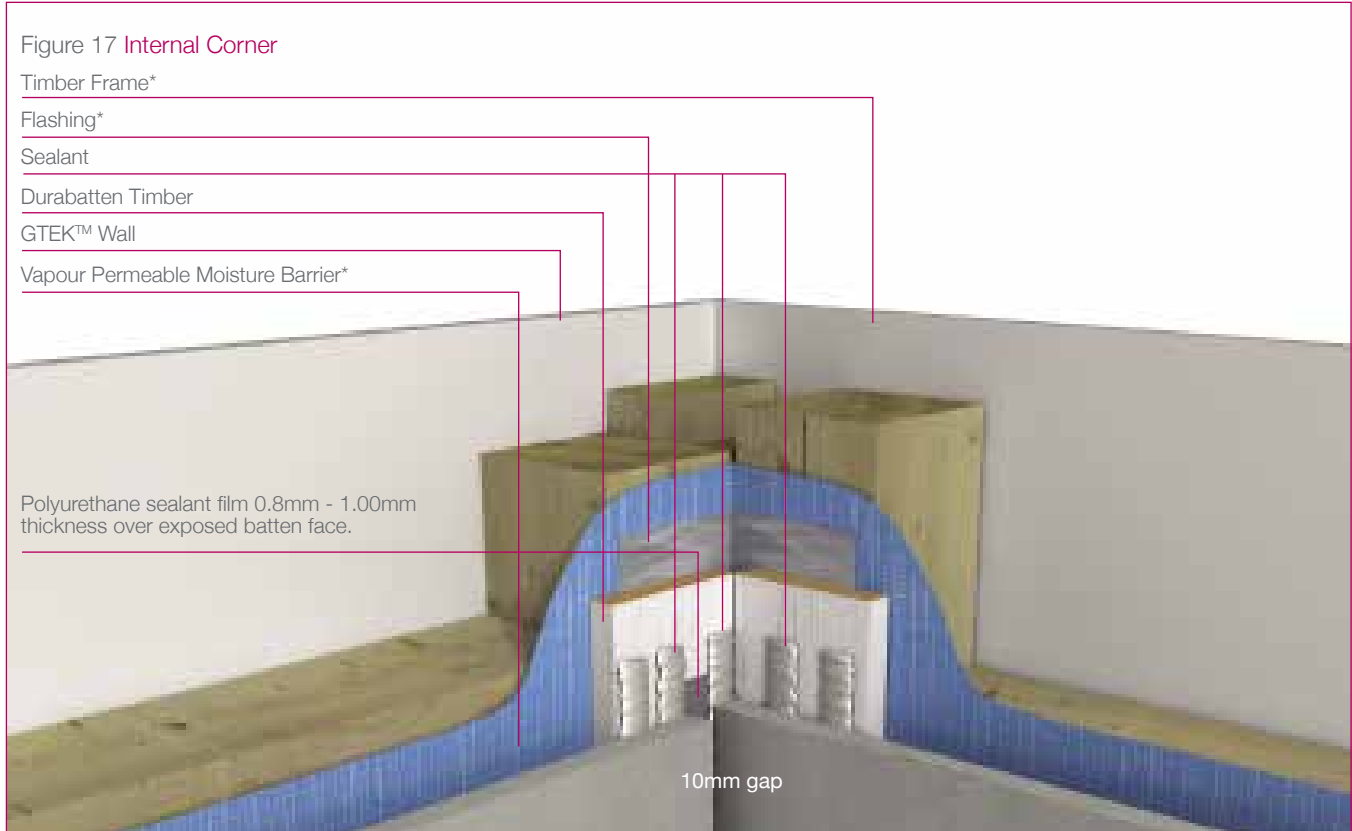 Figure 17 Internal Corner
Timber Frame*
Flashing*
Sealant
Durabatten Timber
GTEK™ Wall
Vapour Permeable Moisture Barrier*
Polyurethane sealant film 0.8mm - 1.00mm
thickness over exposed batten face.
10mm gap